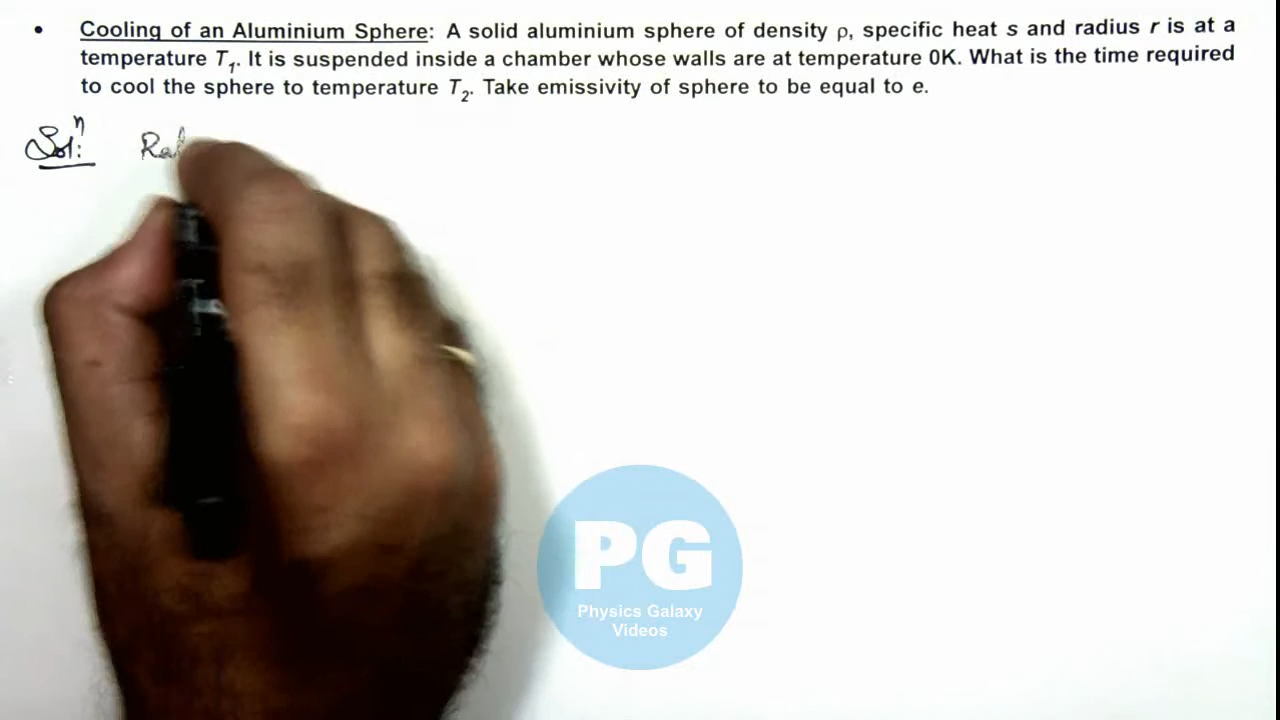 • Cooling of an Aluminium Sphere: A solid aluminium sphere of density ρ, specific heat s and radius r is at a
temperature T₁. It is suspended inside a chamber whose walls are at temperature 0K. What is the time required
to cool the sphere to temperature T₂. Take emissivity of sphere to be equal to e.
Solⁿ:
PG
Physics Galaxy
Videos